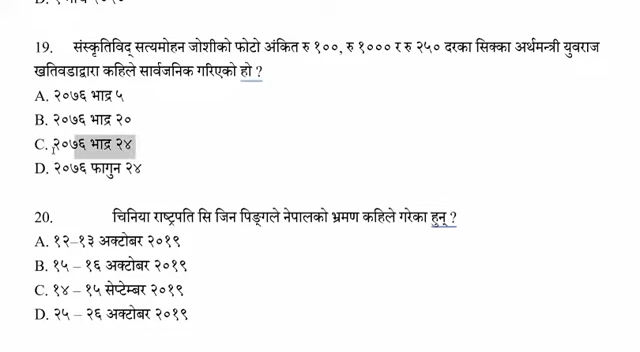 19. संस्कृतिविद् सत्यमोहन जोशीको फोटो अंकित रु १००, रु १००० र रु २५० दरका सिक्का अर्थमन्त्री युवराज
खतिवडाद्वारा कहिले सार्वजनिक गरिएको हो ?
A. २०७६ भाद्र ५
B. २०७६ भाद्र २०
C. २०७६ भाद्र २४
D. २०७६ फागुन २४
20. चिनिया राष्ट्रपति सि जिन पिङ्गले नेपालको भ्रमण कहिले गरेका हुन् ?
A. १२–१३ अक्टोबर २०१९
B. १५ – १६ अक्टोबर २०१९
C. १४ – १५ सेप्टेम्बर २०१९
D. २५ – २६ अक्टोबर २०१९